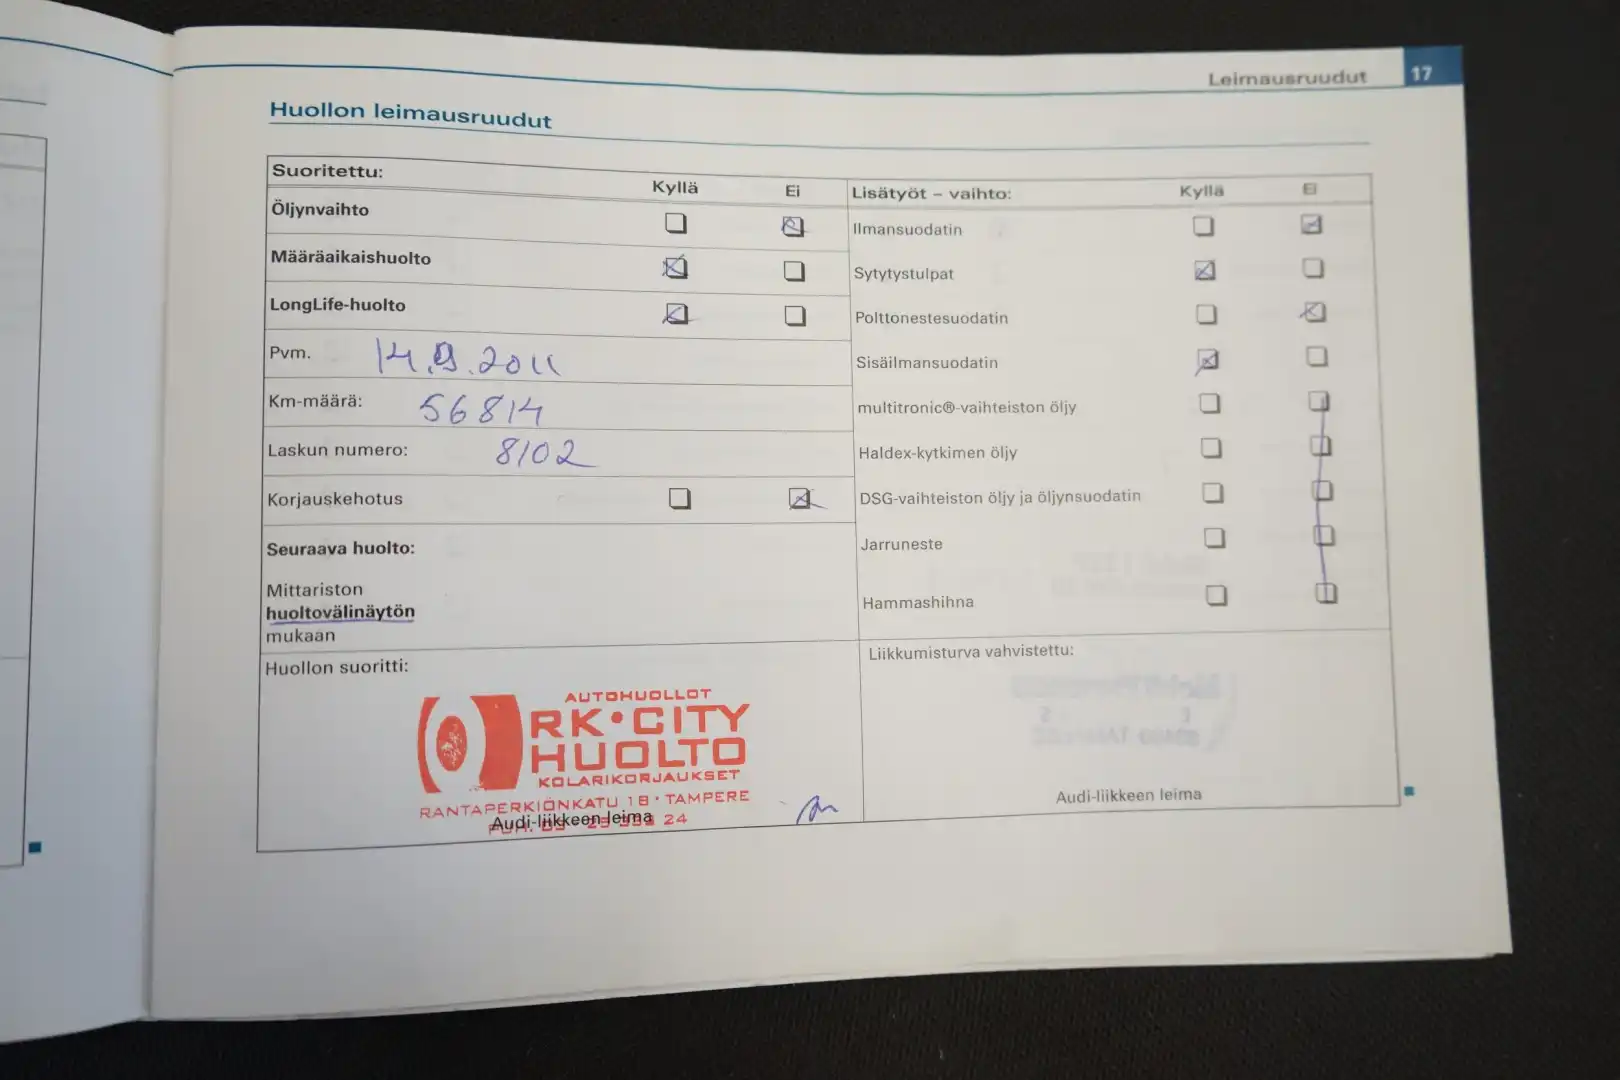 Leimausruudut 17
Huollon leimausruudut
Suoritettu: Kyllä Ei
Öljynvaihto
Määräaikaishuolto
LongLife-huolto
Pvm. 14.9.2011
Km-määrä: 56814
Laskun numero: 8102
Korjauskehotus
Seuraava huolto:
Mittariston
huoltovälinäytön
mukaan
Huollon suoritti:
AUTOHUOLLOT
RK•CITY
HUOLTO
KOLARIKORJAUKSET
RANTAPERKIÖNKATU 18 • TAMPERE
Audi-liikkeen leima
24
Lisätyöt – vaihto: Kyllä Ei
Ilmansuodatin
Sytytystulpat
Polttonestesuodatin
Sisäilmansuodatin
multitronic®-vaihteiston öljy
Haldex-kytkimen öljy
DSG-vaihteiston öljy ja öljynsuodatin
Jarruneste
Hammashihna
Liikkumisturva vahvistettu:
Audi-liikkeen leima